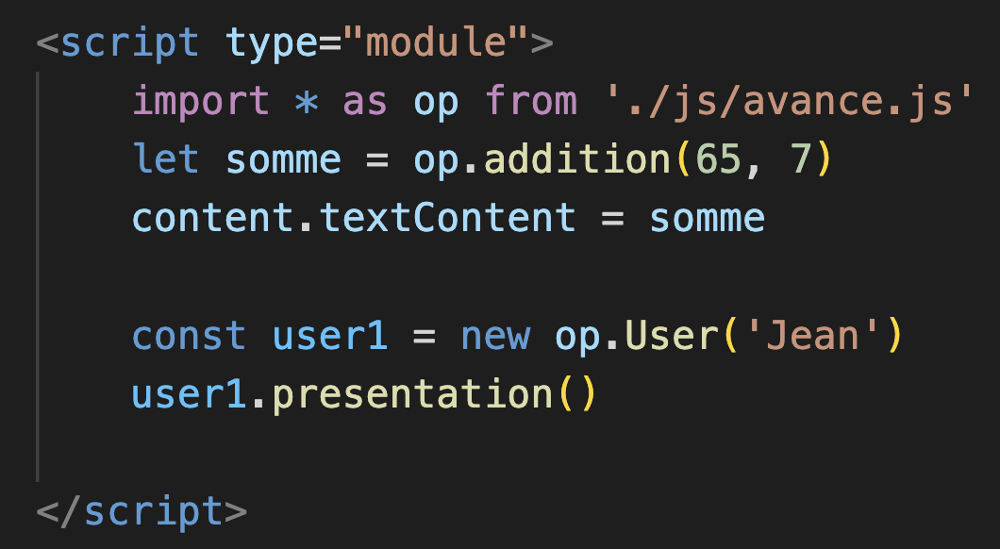 <script type="module">
import * as op from './js/avance.js'
let somme = op.addition(65, 7)
content.textContent = somme
const user1 = new op.User('Jean')
user1.presentation()
</script>